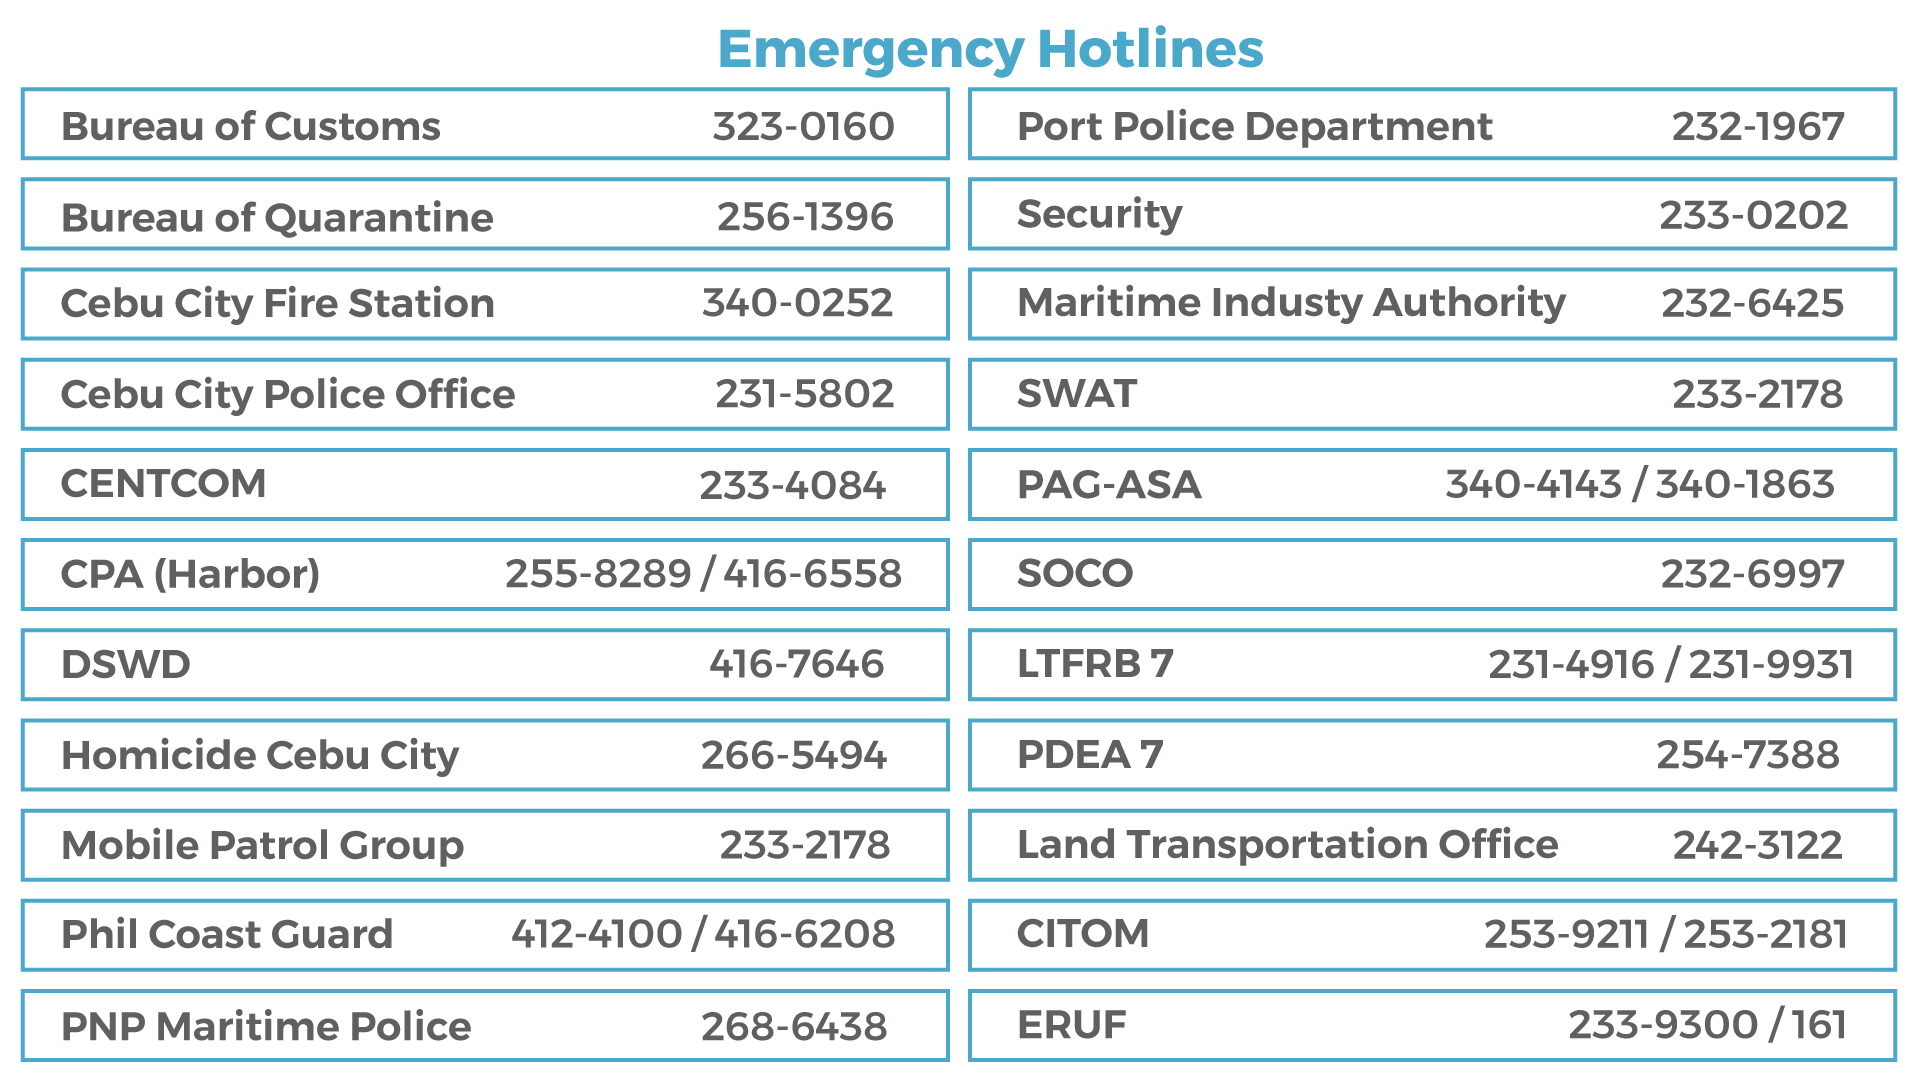 Emergency Hotlines
Bureau of Customs 323-0160
Bureau of Quarantine 256-1396
Cebu City Fire Station 340-0252
Cebu City Police Office 231-5802
CENTCOM 233-4084
CPA (Harbor) 255-8289 / 416-6558
DSWD 416-7646
Homicide Cebu City 266-5494
Mobile Patrol Group 233-2178
Phil Coast Guard 412-4100 / 416-6208
PNP Maritime Police 268-6438
Port Police Department 232-1967
Security 233-0202
Maritime Industy Authority 232-6425
SWAT 233-2178
PAG-ASA 340-4143 / 340-1863
SOCO 232-6997
LTFRB 7 231-4916 / 231-9931
PDEA 7 254-7388
Land Transportation Office 242-3122
CITOM 253-9211 / 253-2181
ERUF 233-9300 / 161